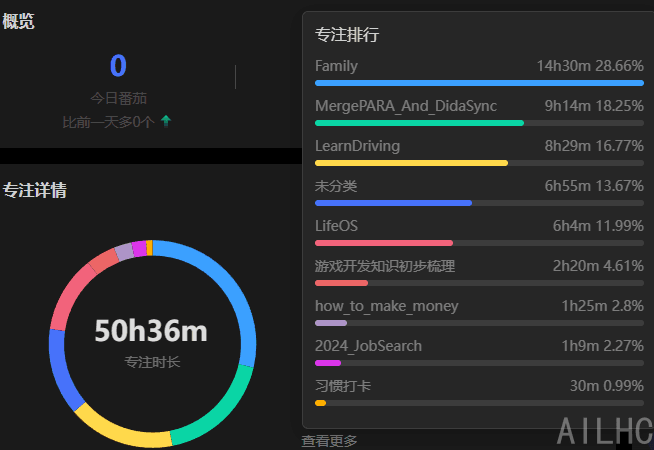 概览
0
今日番茄
比前一天多0个
专注详情
50h36m
专注时长
专注排行
Family 14h30m 28.66%
MergePARA_And_DidaSync 9h14m 18.25%
LearnDriving 8h29m 16.77%
未分类 6h55m 13.67%
LifeOS 6h4m 11.99%
游戏开发知识初步梳理 2h20m 4.61%
how_to_make_money 1h25m 2.8%
2024_JobSearch 1h9m 2.27%
习惯打卡 30m 0.99%
查看更多
AILHC